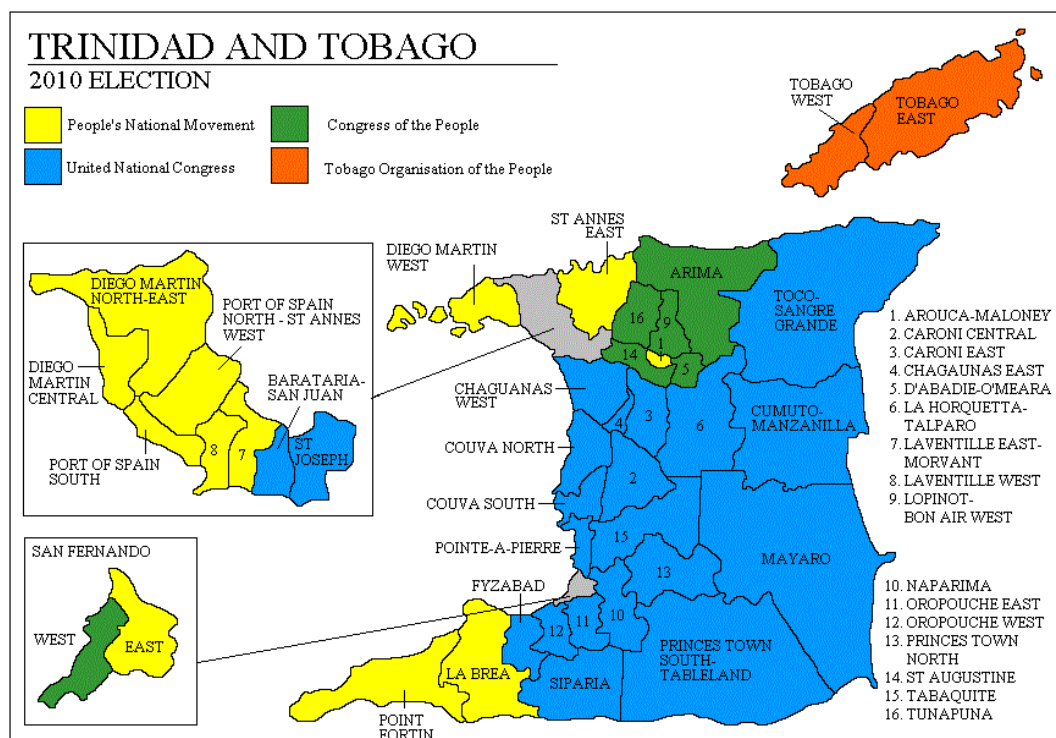 TRINIDAD AND TOBAGO
2010 ELECTION
People's National Movement
United National Congress
Congress of the People
Tobago Organisation of the People
TOBAGO
WEST
TOBAGO
EAST
ST ANNES
EAST
DIEGO MARTIN
WEST
ARIMA
TOCO-
SANGRE
GRANDE
16
9
1
14
5
DIEGO MARTIN
NORTH-EAST
PORT OF SPAIN
NORTH - ST ANNES
WEST
DIEGO
MARTIN
CENTRAL
BARATARIA-
SAN JUAN
ST
JOSEPH
PORT OF SPAIN
SOUTH
8
7
CHAGUANAS
WEST
4
3
6
CUMUTO-
MANZANILLA
COUVA NORTH
2
COUVA SOUTH
15
POINTE-A-PIERRE
13
MAYARO
FYZABAD
12
11
10
PRINCES TOWN
SOUTH-
TABLELAND
SIPARIA
LA BREA
POINT
FORTIN
SAN FERNANDO
WEST
EAST
1. AROUCA-MALONEY
2. CARONI CENTRAL
3. CARONI EAST
4. CHAGAUNAS EAST
5. D'ABADIE-O'MEARA
6. LA HORQUETTA-
TALPARO
7. LAVENTILLE EAST-
MORVANT
8. LAVENTILLE WEST
9. LOPINOT-
BON AIR WEST
10. NAPARIMA
11. OROPOUCHE EAST
12. OROPOUCHE WEST
13. PRINCES TOWN
NORTH
14. ST AUGUSTINE
15. TABAQUITE
16. TUNAPUNA